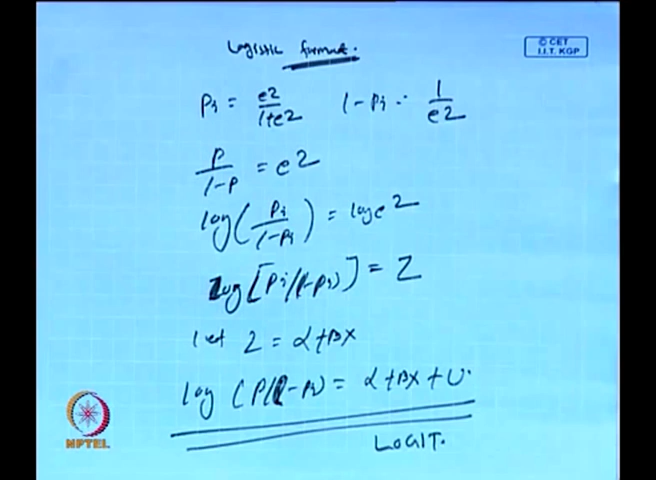 Logistic format.
© CET
I.I.T. KGP
Pi = e^z / 1+e^z    1-Pi = 1 / e^z
P / 1-P = e^z
log(Pi / 1-Pi) = log e^z
Log[Pi/(1-Pi)] = Z
let Z = α+βx
log (P/(1-Pi) = α+βx+U.
LOGIT.
NPTEL